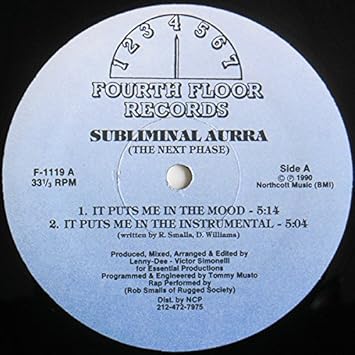 1 2 3 4 5 6 7
FOURTH FLOOR
RECORDS
SUBLIMINAL AURRA
(THE NEXT PHASE)
F-1119 A
33⅓ RPM
Side A
© ℗ 1990
Northcott Music (BMI)
1. IT PUTS ME IN THE MOOD - 5:14
2. IT PUTS ME IN THE INSTRUMENTAL - 5:04
(written by R. Smalls, D. Williams)
Produced, Mixed, Arranged & Edited by
Lenny-Dee - Victor Simonelli
for Essential Productions
Programmed & Engineered by Tommy Musto
Rap Performed by
(Rob Smalls of Rugged Society)
Dist. by NCP
212-472-7975